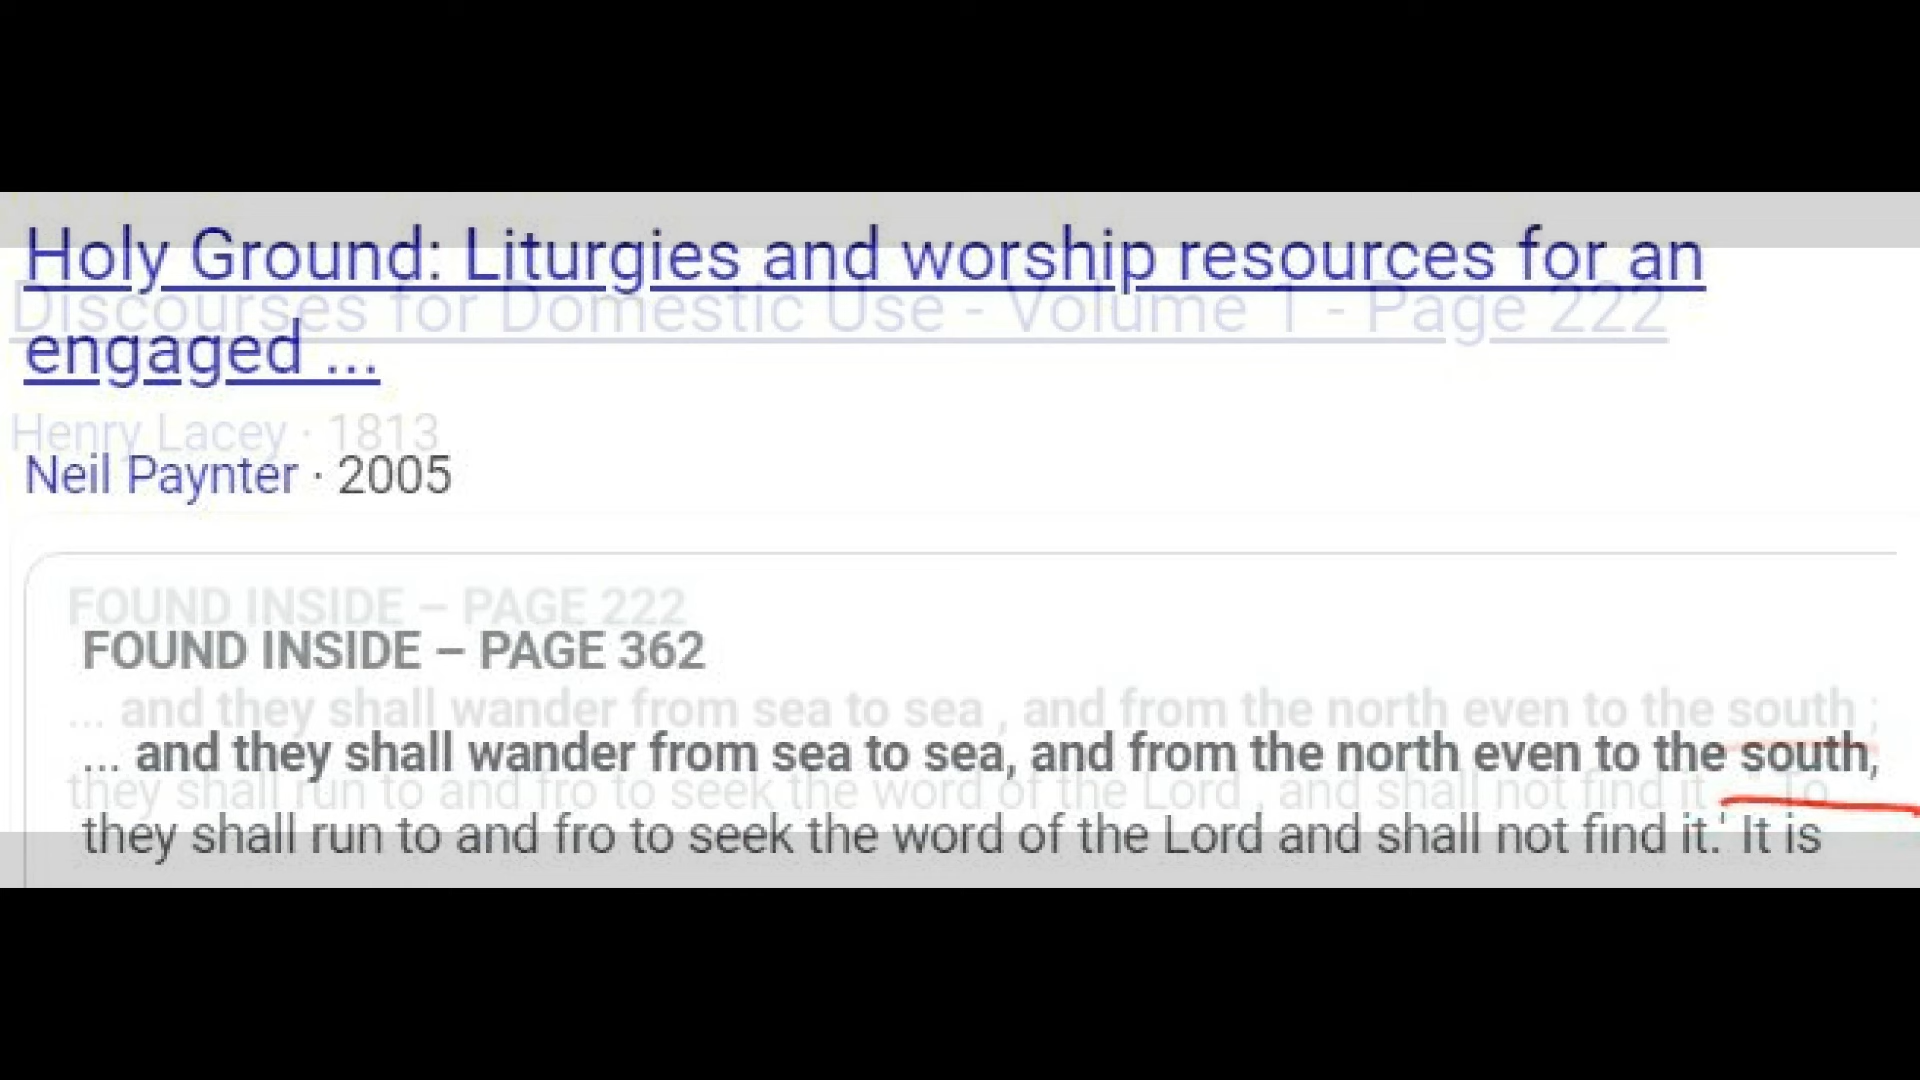 Holy Ground: Liturgies and worship resources for an
Discourses for Domestic Use - Volume 1 - Page 222
engaged ...
Henry Lacey · 1813
Neil Paynter · 2005
FOUND INSIDE – PAGE 222
FOUND INSIDE – PAGE 362
... and they shall wander from sea to sea , and from the north even to the south ;
... and they shall wander from sea to sea, and from the north even to the south,
they shall run to and fro to seek the word of the Lord , and shall not find it . ' To
they shall run to and fro to seek the word of the Lord and shall not find it.' It is